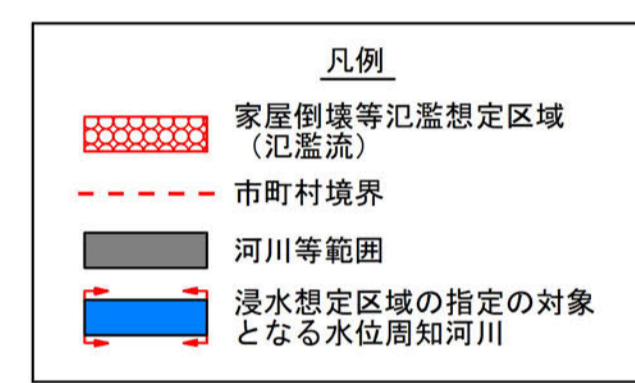 凡例
家屋倒壊等氾濫想定区域
（氾濫流）
市町村境界
河川等範囲
浸水想定区域の指定の対象
となる水位周知河川